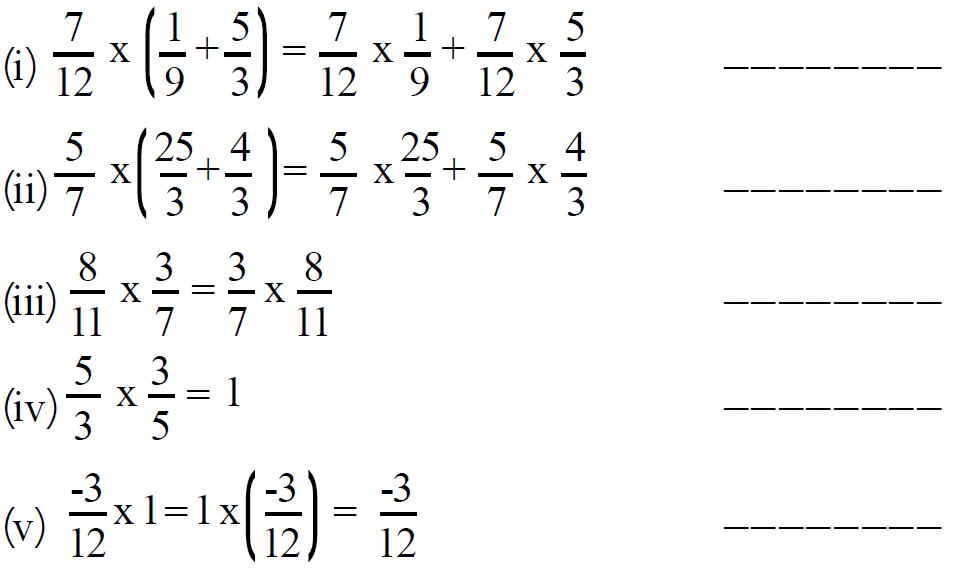 (i) 7/12 x (1/9 + 5/3) = 7/12 x 1/9 + 7/12 x 5/3 ________
(ii) 5/7 x (25/3 + 4/3) = 5/7 x 25/3 + 5/7 x 4/3 ________
(iii) 8/11 x 3/7 = 3/7 x 8/11 ________
(iv) 5/3 x 3/5 = 1 ________
(v) -3/12 x 1 = 1 x (-3/12) = -3/12 ________